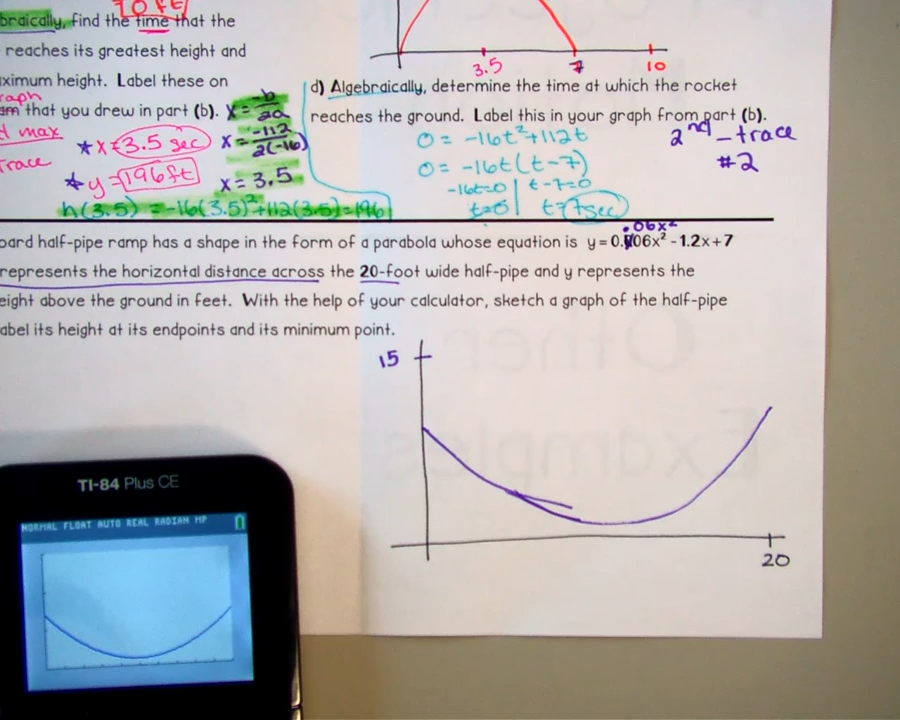 braically, find the time that the
reaches its greatest height and
ximum height. Label these on
raph
am that you drew in part (b). x = -b/2a
max
* x = 3.5 sec x = -112/2(-16)
Trace
* y = 196ft x = 3.5
h(3.5) = -16(3.5)²+112(3.5)=196
3.5 7 10
d) Algebraically, determine the time at which the rocket
reaches the ground. Label this in your graph from part (b).
0 = -16t²+112t
0 = -16t(t-7)
-16t=0 | t-7=0
t=0 | t=7sec
2nd – trace
#2
.06x²
oard half-pipe ramp has a shape in the form of a parabola whose equation is y = 0.006x² - 1.2x + 7
represents the horizontal distance across the 20-foot wide half-pipe and y represents the
eight above the ground in feet. With the help of your calculator, sketch a graph of the half-pipe
abel its height at its endpoints and its minimum point.
15
20
TI-84 Plus CE
NORMAL FLOAT AUTO REAL RADIAN MP
Other
Examples